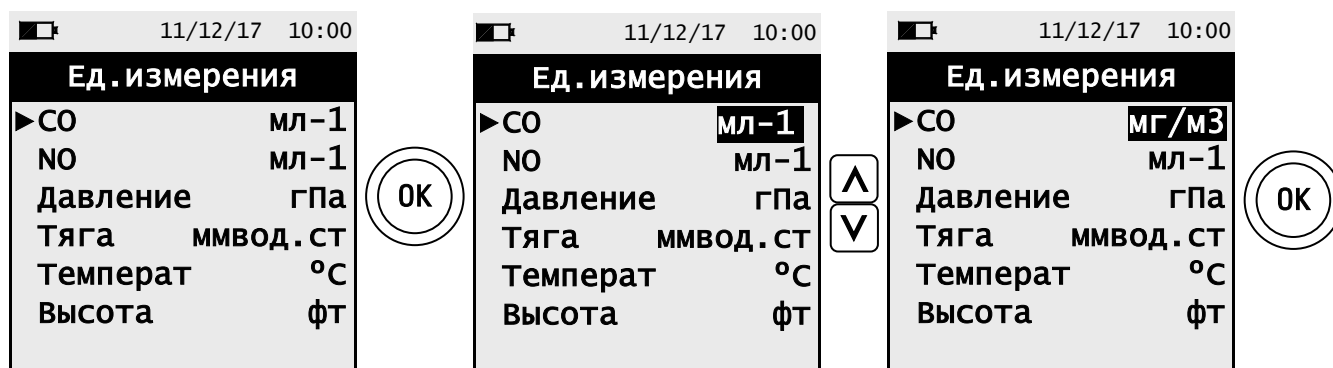 11/12/17 10:00
Ед.измерения
СО мл-1
NO мл-1
Давление гПа
Тяга ммвод.ст
Температ °C
Высота фт
OK
11/12/17 10:00
Ед.измерения
СО мл-1
NO мл-1
Давление гПа
Тяга ммвод.ст
Температ °C
Высота фт
11/12/17 10:00
Ед.измерения
СО мг/м3
NO мл-1
Давление гПа
Тяга ммвод.ст
Температ °C
Высота фт
OK